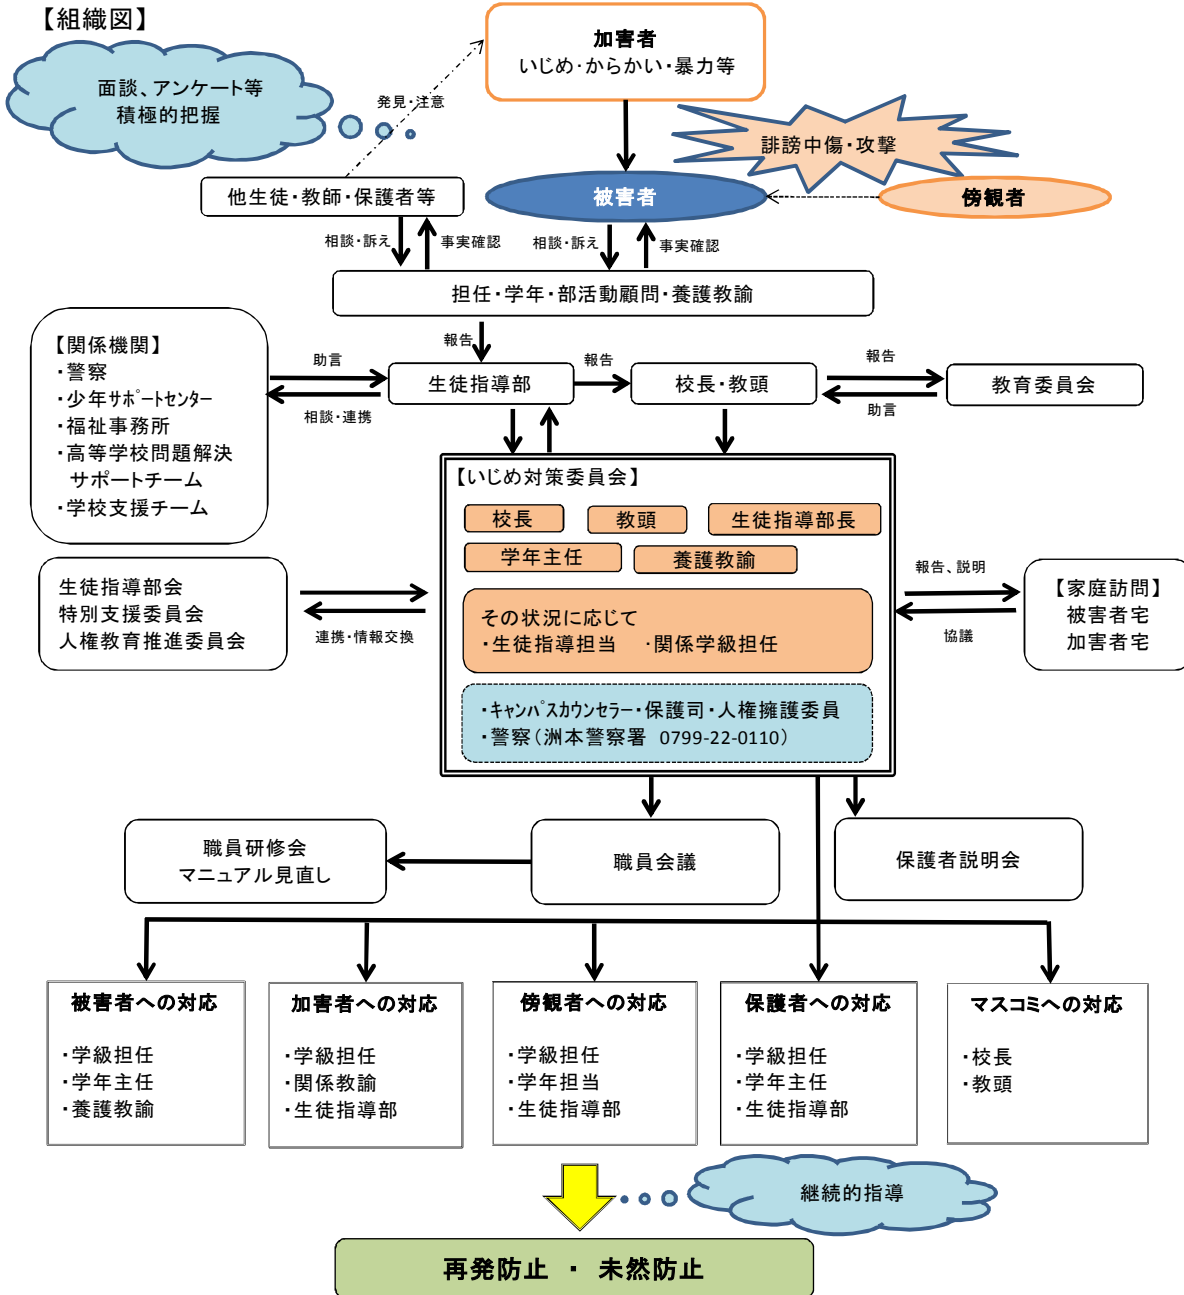 【組織図】
加害者
いじめ・からかい・暴力等
面談、アンケート等
積極的把握
発見・注意
誹謗中傷・攻撃
他生徒・教師・保護者等
被害者
傍観者
相談・訴え
事実確認
相談・訴え
事実確認
担任・学年・部活動顧問・養護教諭
【関係機関】
・警察
・少年サポートセンター
・福祉事務所
・高等学校問題解決
サポートチーム
・学校支援チーム
報告
助言
相談・連携
生徒指導部
報告
校長・教頭
報告
助言
教育委員会
【いじめ対策委員会】
校長
教頭
生徒指導部長
学年主任
養護教諭
その状況に応じて
・生徒指導担当 ・関係学級担任
・キャンパスカウンセラー・保護司・人権擁護委員
・警察（洲本警察署 0799-22-0110）
生徒指導部会
特別支援委員会
人権教育推進委員会
連携・情報交換
報告、説明
協議
【家庭訪問】
被害者宅
加害者宅
職員研修会
マニュアル見直し
職員会議
保護者説明会
被害者への対応
・学級担任
・学年主任
・養護教諭
加害者への対応
・学級担任
・関係教諭
・生徒指導部
傍観者への対応
・学級担任
・学年担当
・生徒指導部
保護者への対応
・学級担任
・学年主任
・生徒指導部
マスコミへの対応
・校長
・教頭
継続的指導
再発防止 ・ 未然防止